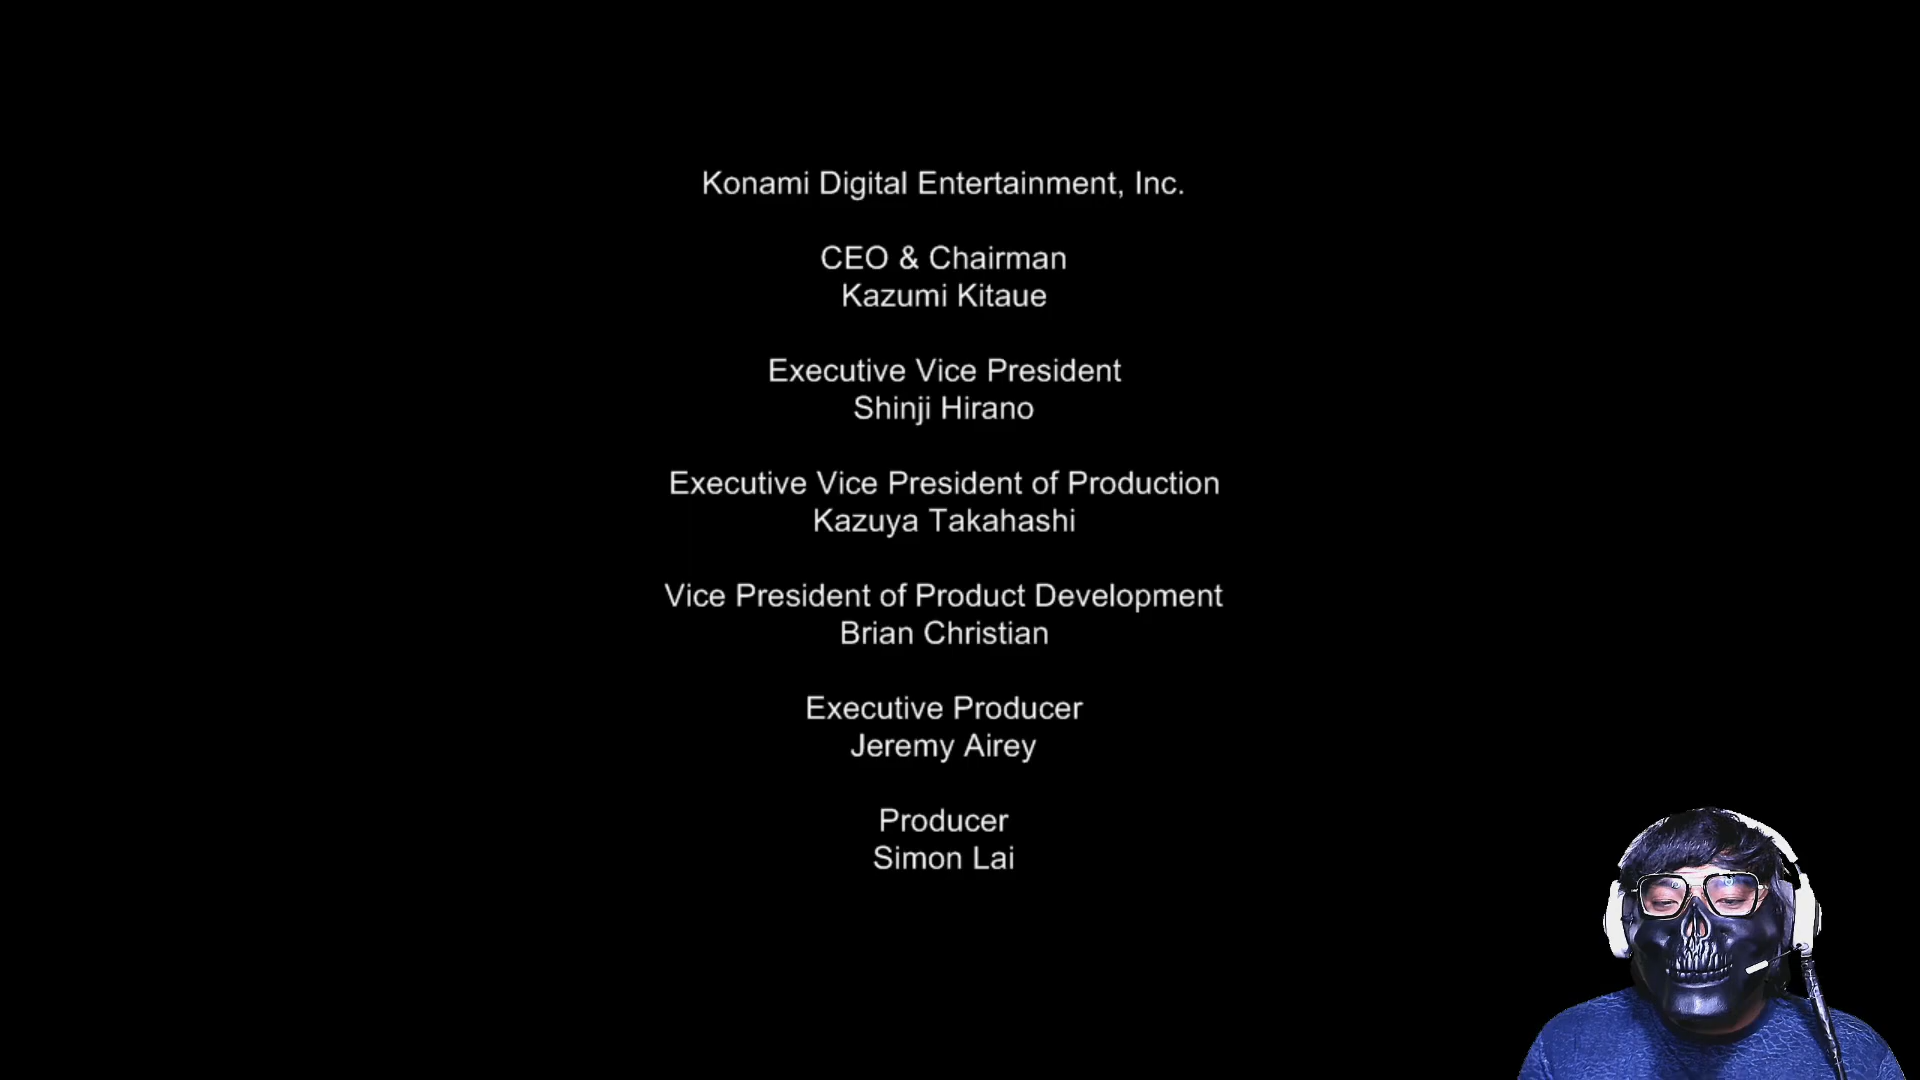 Konami Digital Entertainment, Inc.
CEO & Chairman
Kazumi Kitaue
Executive Vice President
Shinji Hirano
Executive Vice President of Production
Kazuya Takahashi
Vice President of Product Development
Brian Christian
Executive Producer
Jeremy Airey
Producer
Simon Lai